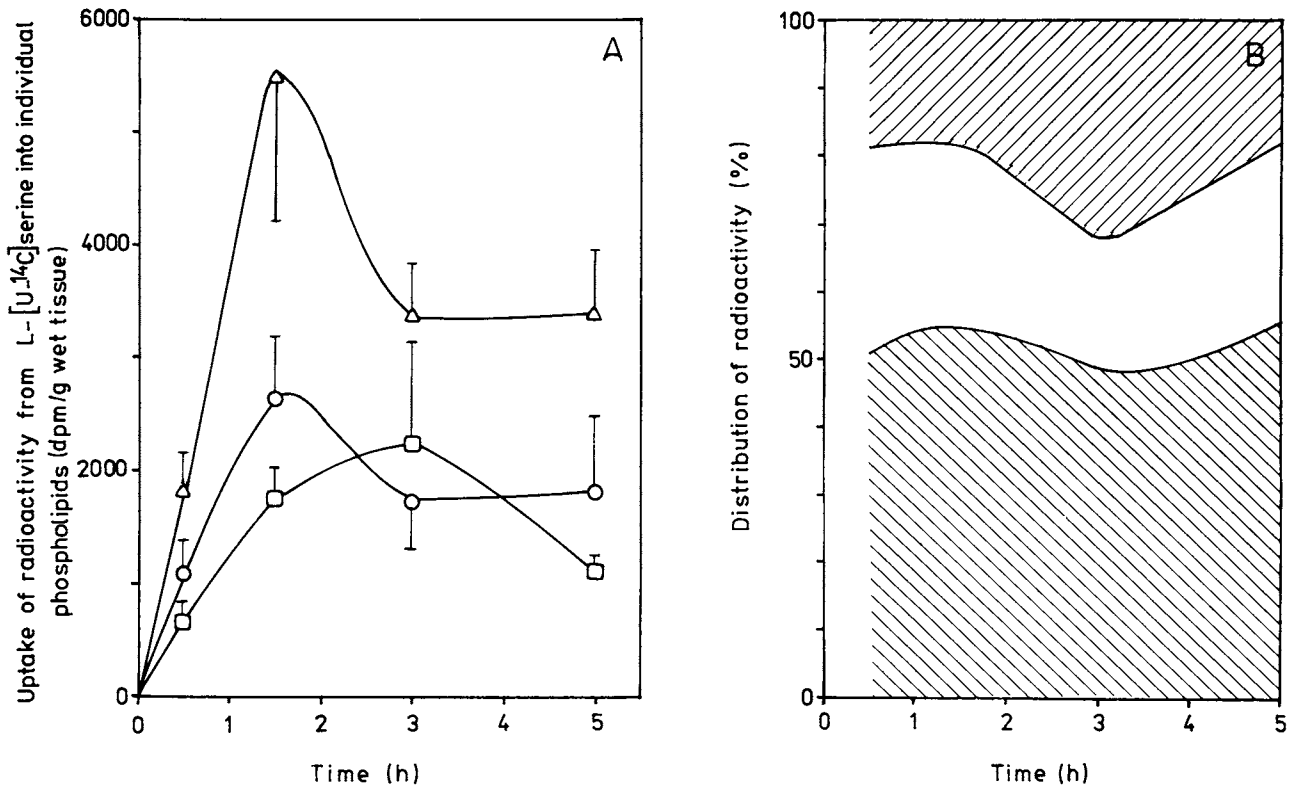 Uptake of radioactivity from L-[U-14C]serine into individual
phospholipids (dpm/g wet tissue)
6000
4000
2000
0
A
0 1 2 3 4 5
Time (h)
Distribution of radioactivity (%)
100
50
0
B
0 1 2 3 4 5
Time (h)